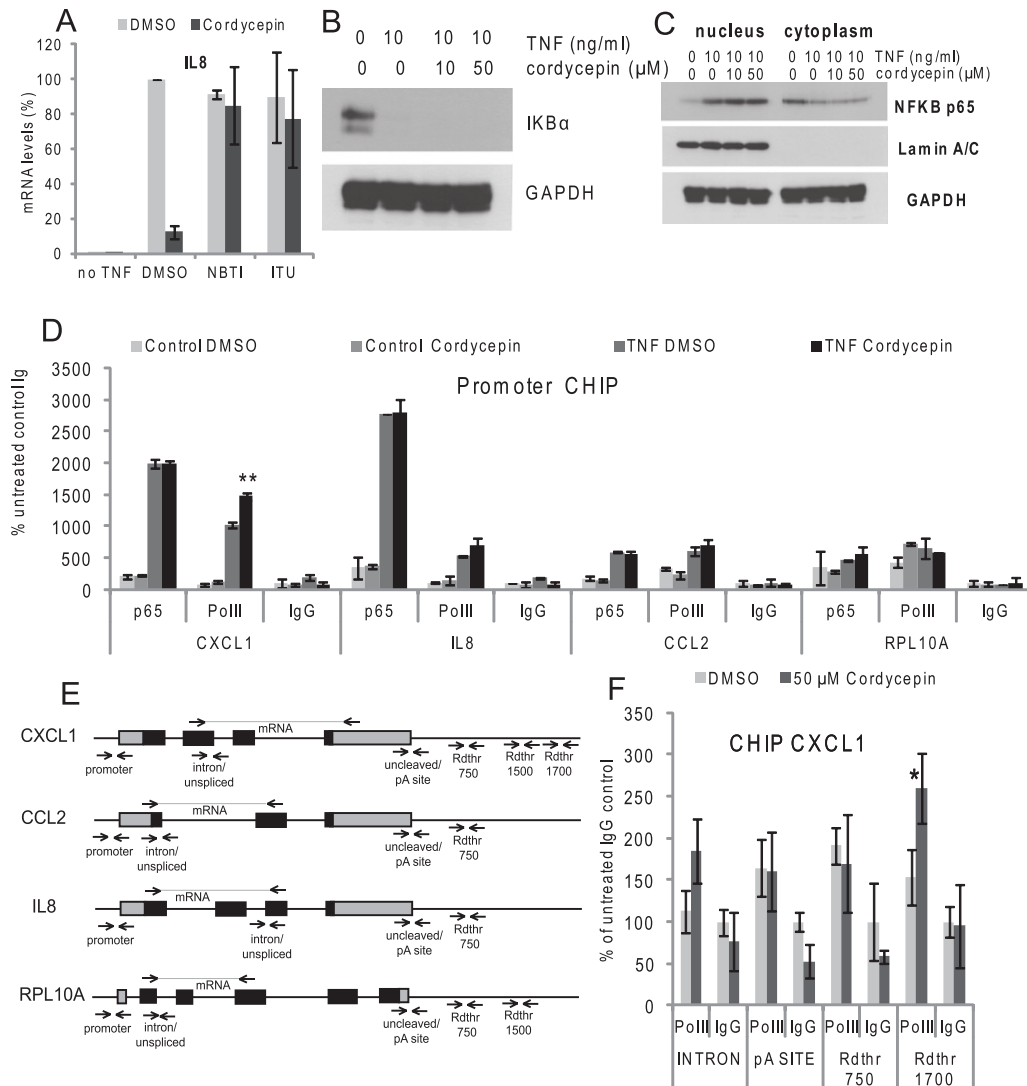 A
DMSO Cordycepin
IL8
mRNA levels (%)
120
100
80
60
40
20
0
no TNF DMSO NBTI ITU
B
0 10 10 10 TNF (ng/ml)
0 0 10 50 cordycepin (µM)
IKBα
GAPDH
C
nucleus cytoplasm
0 10 10 10 0 10 10 10 TNF (ng/ml)
0 0 10 50 0 0 10 50 cordycepin (µM)
NFKB p65
Lamin A/C
GAPDH
D
Control DMSO Control Cordycepin TNF DMSO TNF Cordycepin
Promoter CHIP
% untreated control Ig
3500
3000
2500
2000
1500
1000
500
0
**
p65 PolII IgG p65 PolII IgG p65 PolII IgG p65 PolII IgG
CXCL1 IL8 CCL2 RPL10A
E
CXCL1
mRNA
promoter
intron/
unspliced
uncleaved/
pA site
Rdthr
750
Rdthr
1500
Rdthr
1700
CCL2
mRNA
promoter
intron/
unspliced
uncleaved/
pA site
Rdthr
750
IL8
mRNA
promoter
intron/
unspliced
uncleaved/
pA site
Rdthr
750
RPL10A
mRNA
promoter
intron/
unspliced
uncleaved/
pA site
Rdthr
750
Rdthr
1500
F
DMSO 50 µM Cordycepin
CHIP CXCL1
% of untreated IgG control
350
300
250
200
150
100
50
0
*
PolII IgG PolII IgG PolII IgG PolII IgG
INTRON pA SITE Rdthr 750 Rdthr 1700